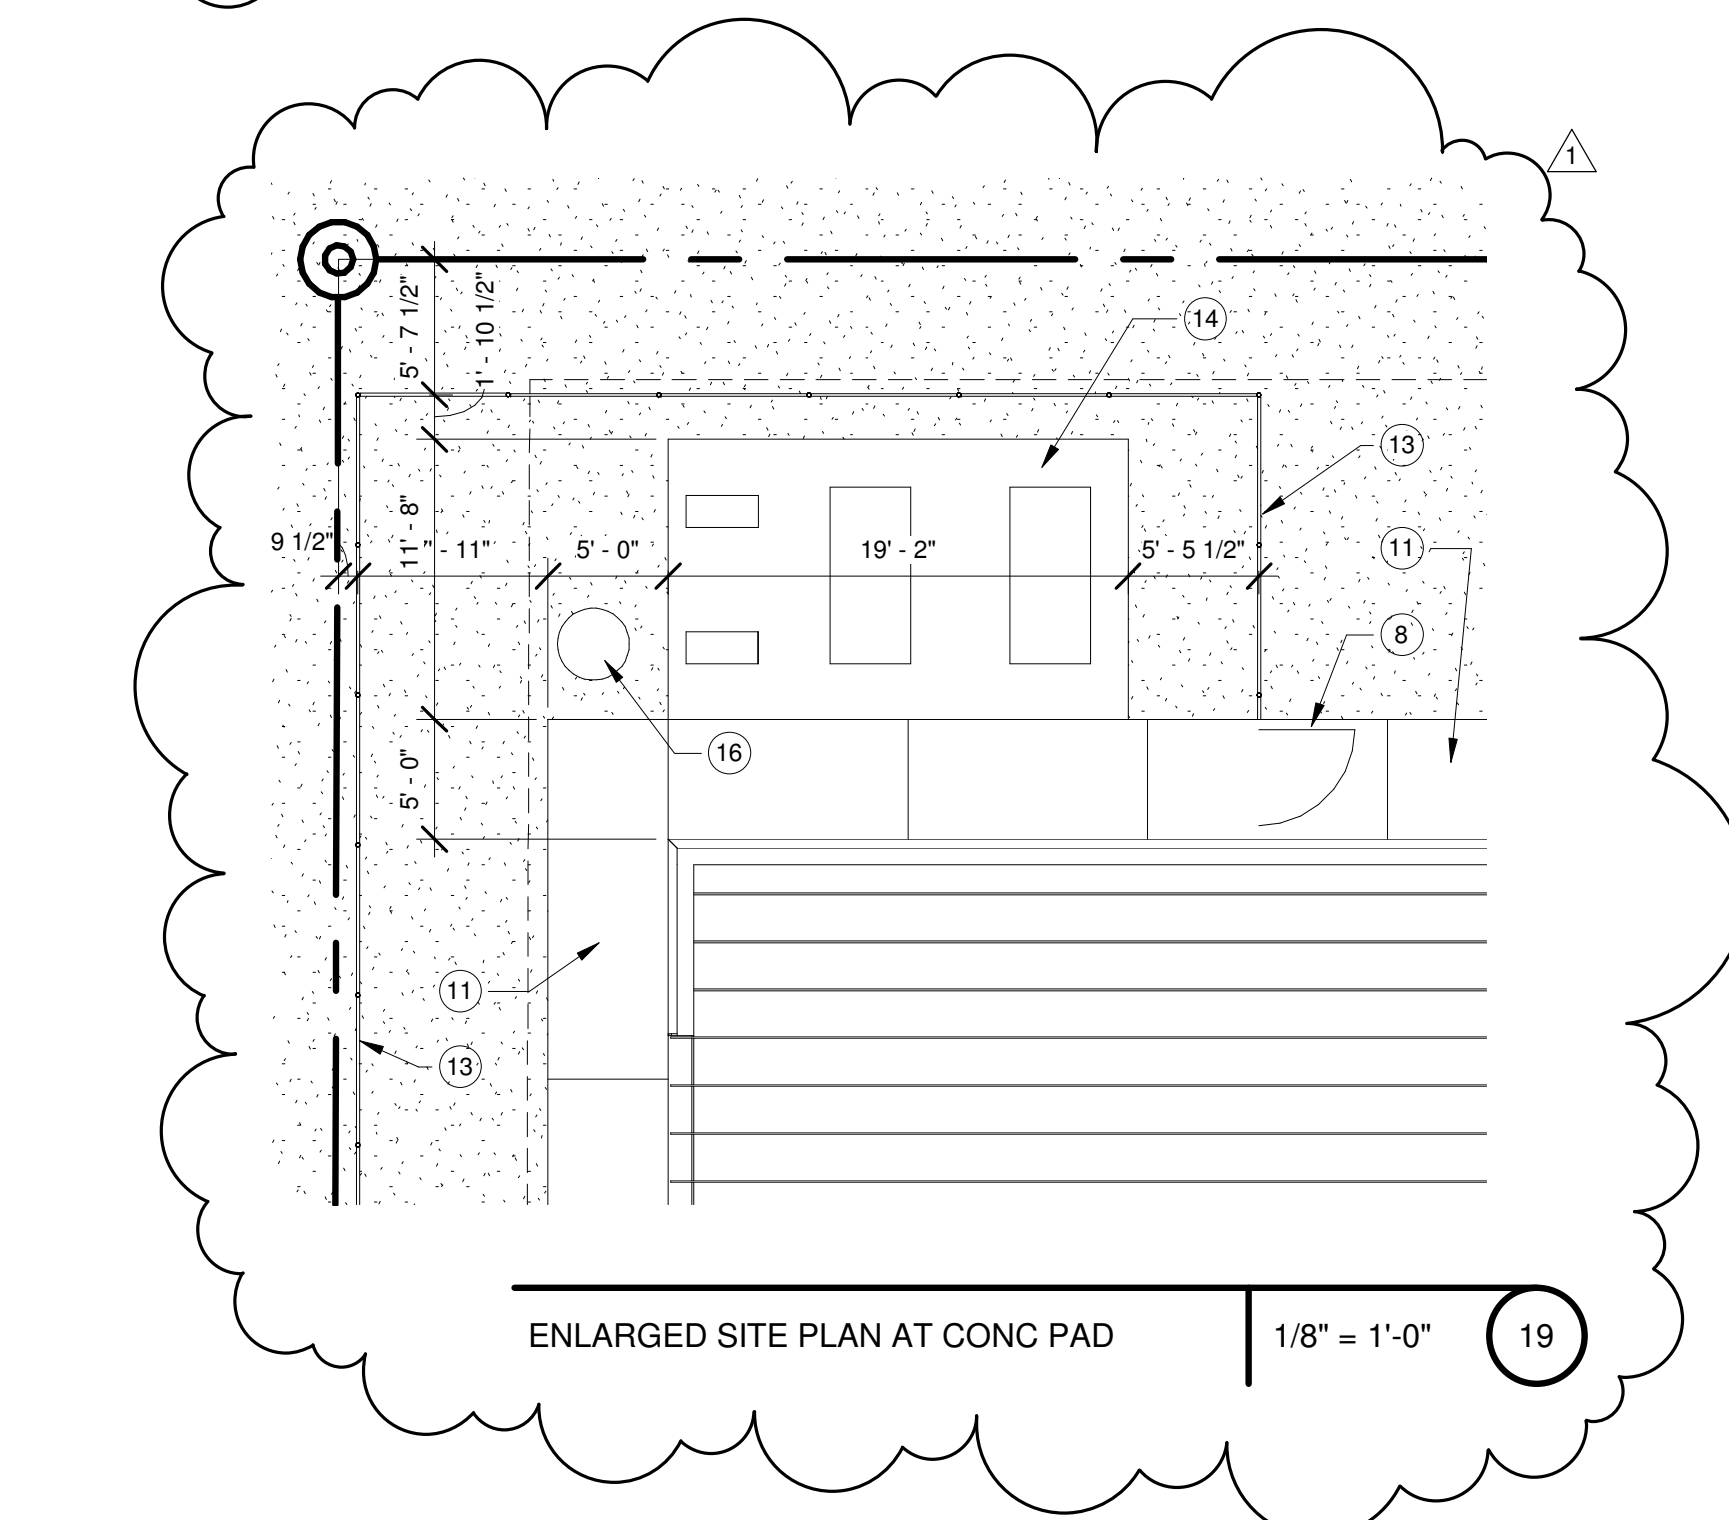 1
5' - 7 1/2"
1' - 10 1/2"
14
13
11' - 8"
9 1/2"
" - 11"
5' - 0"
19' - 2"
5' - 5 1/2"
11
8
16
5' - 0"
11
13
ENLARGED SITE PLAN AT CONC PAD
1/8" = 1'-0"
19